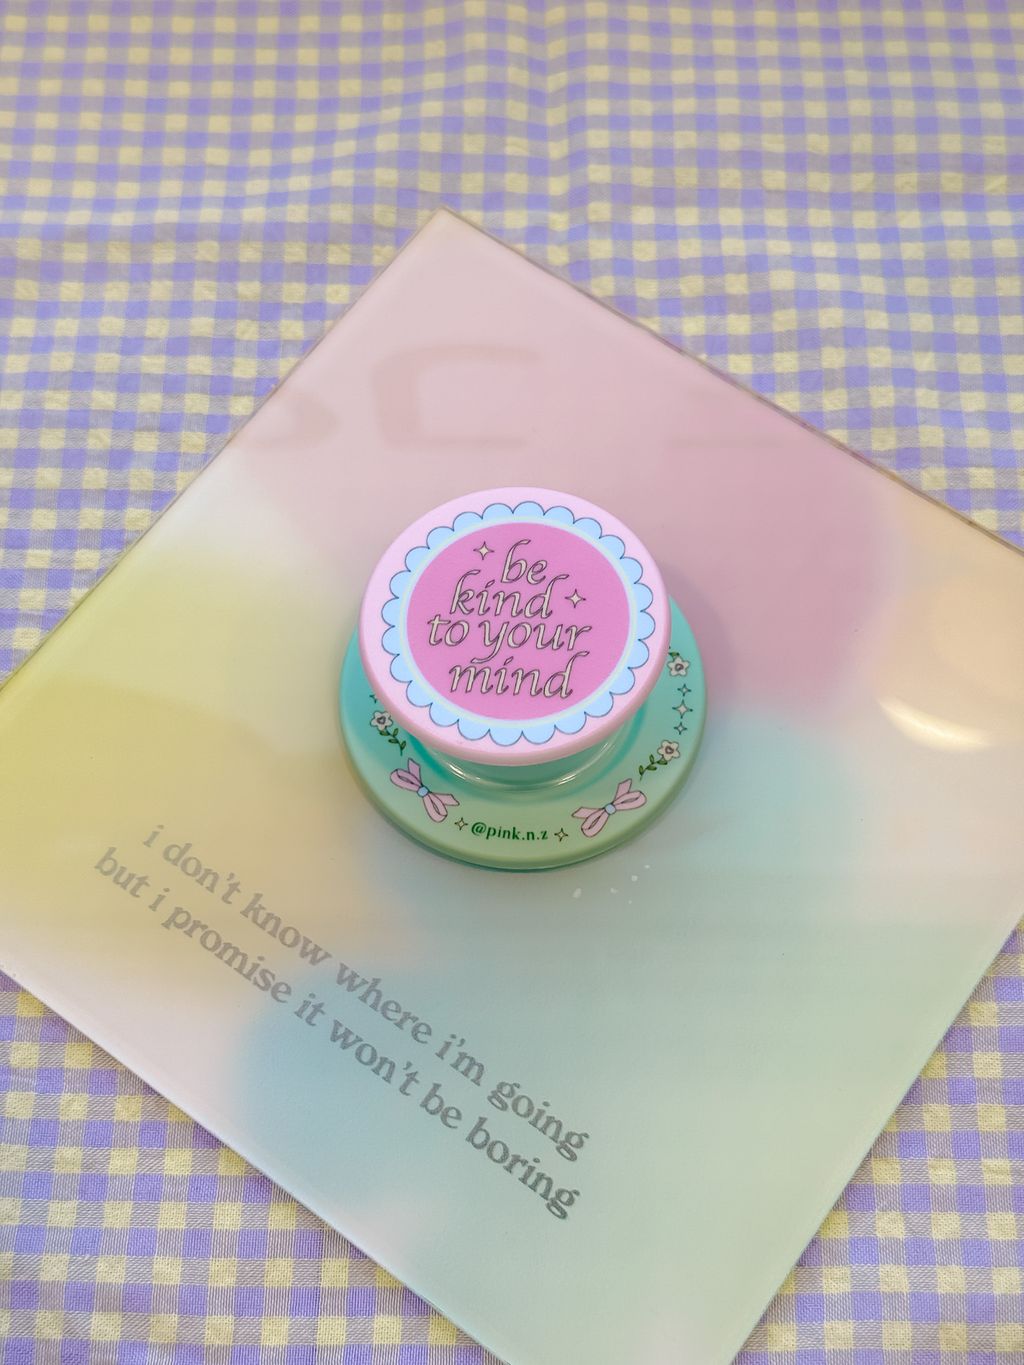 be
kind
to your
mind
@pink.n.z
i don't know where i'm going
but i promise it won't be boring